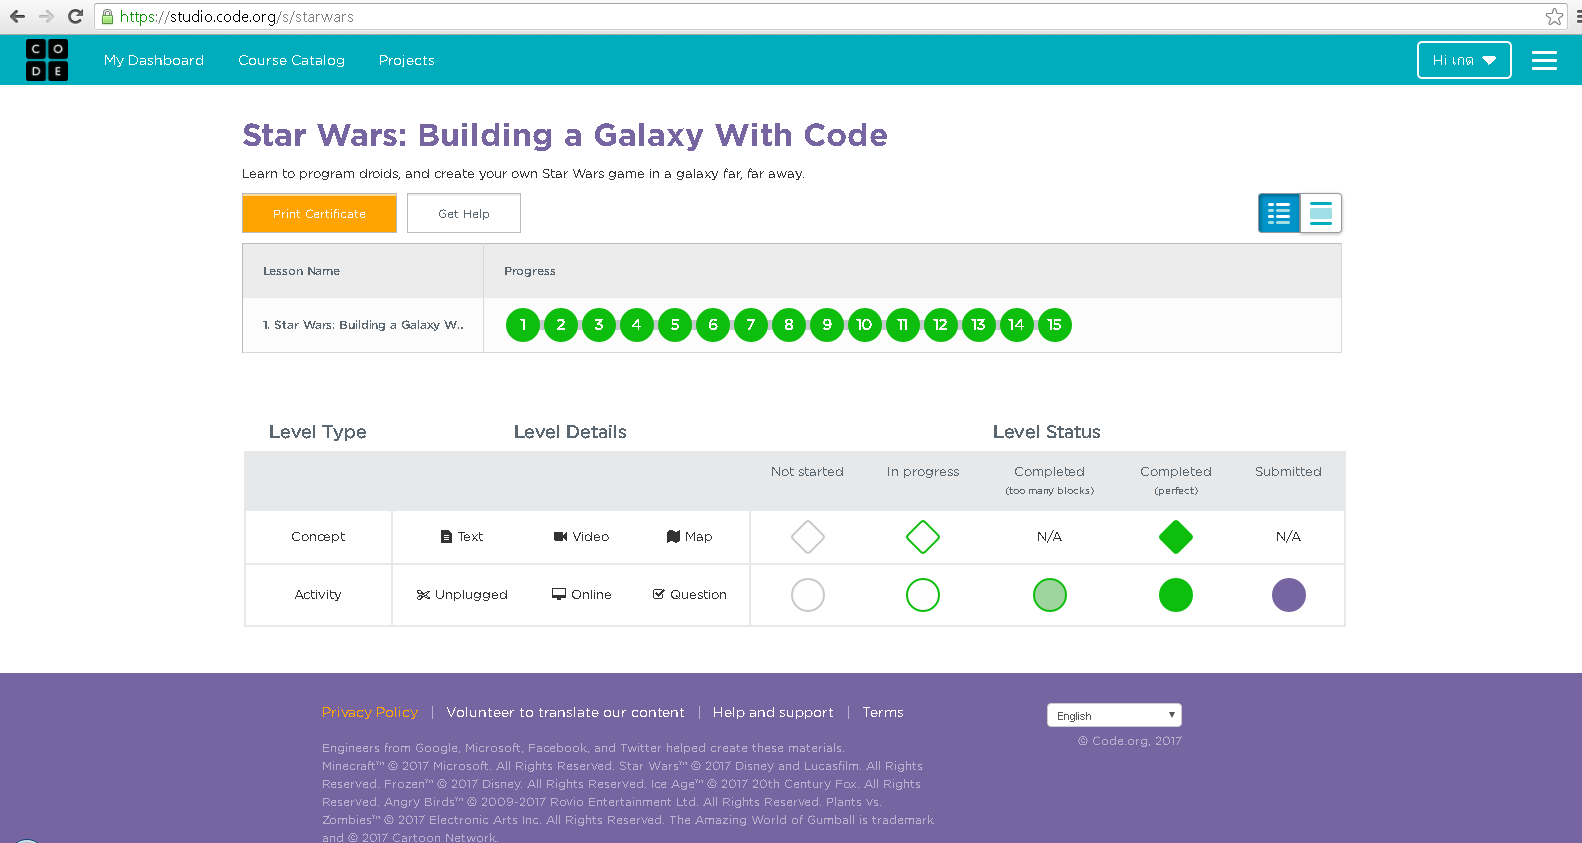 https://studio.code.org/s/starwars
C O
D E
My Dashboard Course Catalog Projects
Hi เกด
Star Wars: Building a Galaxy With Code
Learn to program droids, and create your own Star Wars game in a galaxy far, far away.
Print Certificate Get Help
Lesson Name Progress
1. Star Wars: Building a Galaxy W.. 1 2 3 4 5 6 7 8 9 10 11 12 13 14 15
Level Type Level Details Level Status
Not started In progress Completed Completed Submitted
(too many blocks) (perfect)
Concept Text Video Map N/A N/A
Activity Unplugged Online Question
Privacy Policy | Volunteer to translate our content | Help and support | Terms
English
© Code.org, 2017
Engineers from Google, Microsoft, Facebook, and Twitter helped create these materials.
Minecraft™ © 2017 Microsoft. All Rights Reserved. Star Wars™ © 2017 Disney and Lucasfilm. All Rights
Reserved. Frozen™ © 2017 Disney. All Rights Reserved. Ice Age™ © 2017 20th Century Fox. All Rights
Reserved. Angry Birds™ © 2009-2017 Rovio Entertainment Ltd. All Rights Reserved. Plants vs.
Zombies™ © 2017 Electronic Arts Inc. All Rights Reserved. The Amazing World of Gumball is trademark
and © 2017 Cartoon Network.